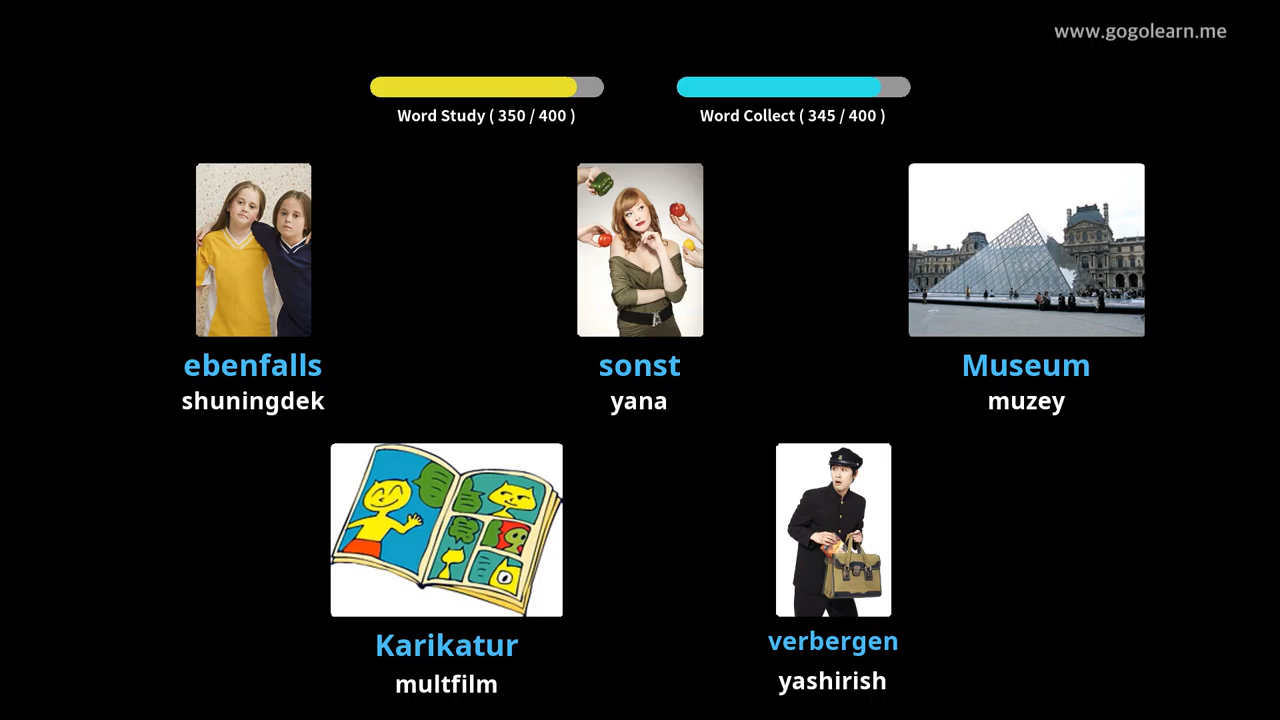 www.gogolearn.me
Word Study ( 350 / 400 )
Word Collect ( 345 / 400 )
ebenfalls
shuningdek
sonst
yana
Museum
muzey
Karikatur
multfilm
verbergen
yashirish